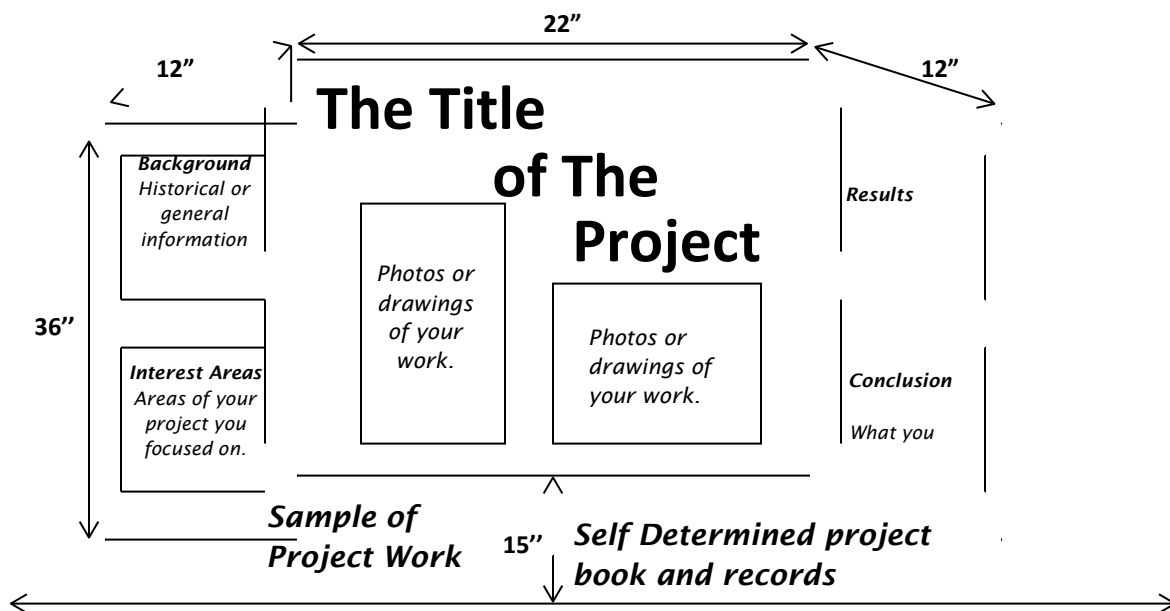 22”
12”
12”
The Title
of The
Project
Background
Historical or
general
information
Results
Photos or
drawings
of your
work.
Photos or
drawings of
your work.
36’’
Interest Areas
Areas of your
project you
focused on.
Conclusion
What you
Sample of
Project Work
15’’
Self Determined project
book and records